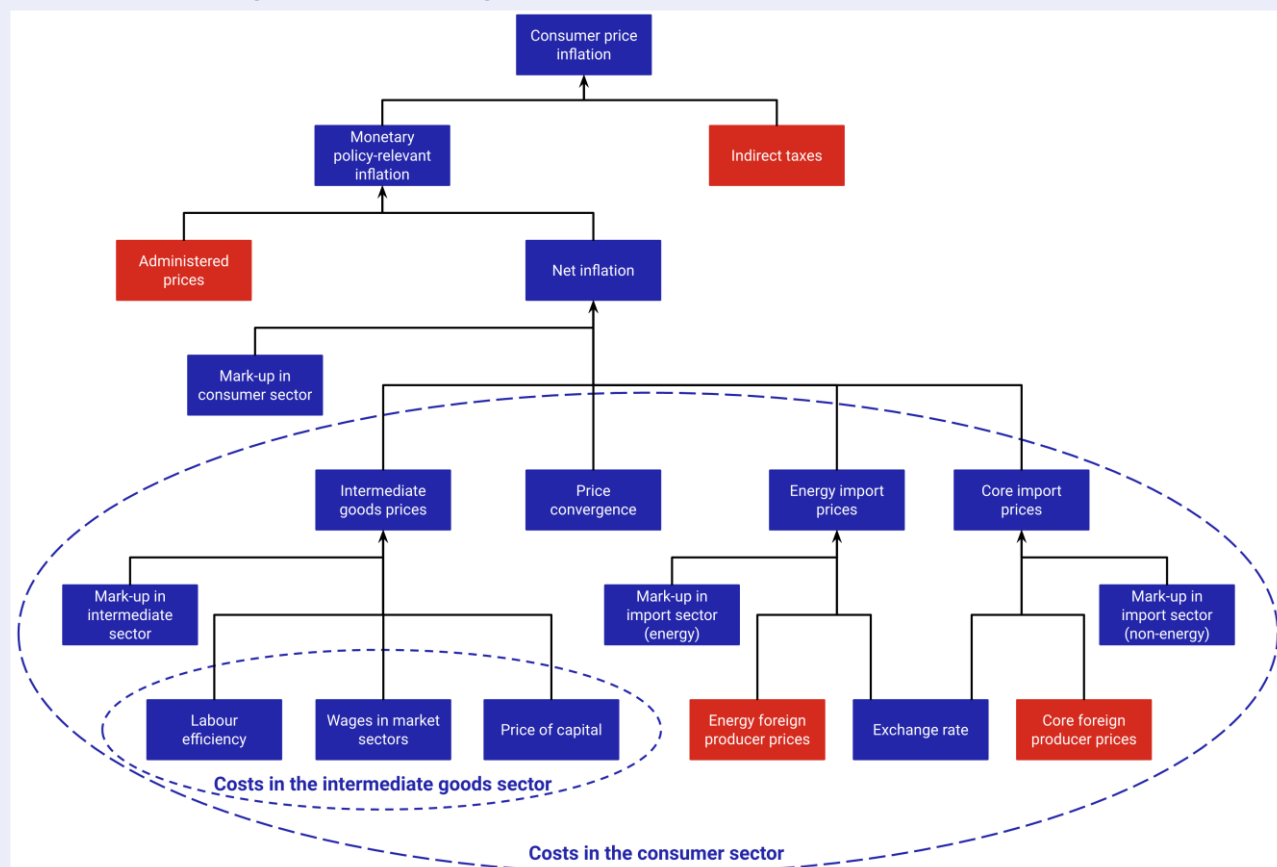 Consumer price
inflation
Monetary
policy-relevant
inflation
Indirect taxes
Administered
prices
Net inflation
Mark-up in
consumer sector
Intermediate
goods prices
Price
convergence
Energy import
prices
Core import
prices
Mark-up in
intermediate
sector
Mark-up in
import sector
(energy)
Mark-up in
import sector
(non-energy)
Labour
efficiency
Wages in market
sectors
Price of capital
Energy foreign
producer prices
Exchange rate
Core foreign
producer prices
Costs in the intermediate goods sector
Costs in the consumer sector